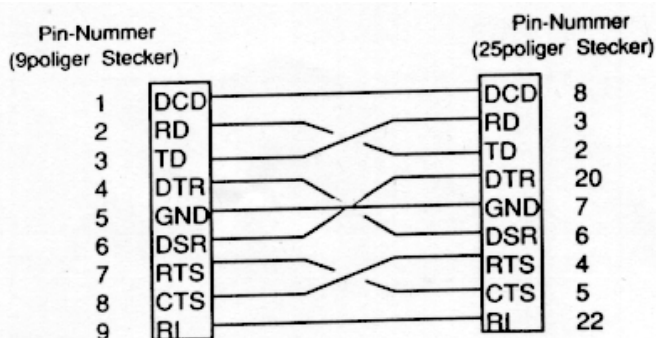 Pin-Nummer
(9poliger Stecker)
Pin-Nummer
(25poliger Stecker)
1 DCD DCD 8
2 RD RD 3
3 TD TD 2
4 DTR DTR 20
5 GND GND 7
6 DSR DSR 6
7 RTS RTS 4
8 CTS CTS 5
9 RI RI 22